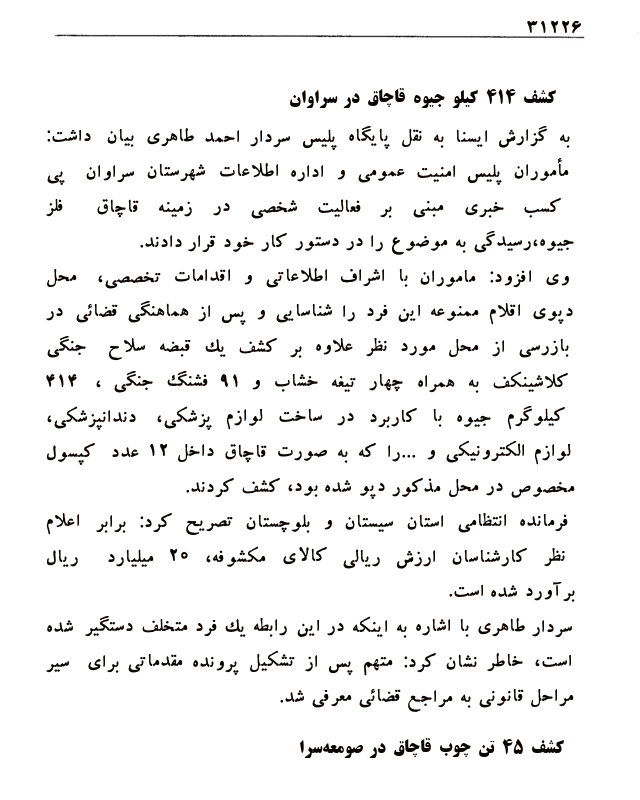 ۳۱۲۲۶
کشف ۴۱۴ کیلو جیوه قاچاق در سراوان
به گزارش ایسنا به نقل پایگاه پلیس سردار احمد طاهری بیان داشت:
مأموران پلیس امنیت عمومی و اداره اطلاعات شهرستان سراوان پی
کسب خبری مبنی بر فعالیت شخصی در زمینه قاچاق فلز
جیوه،رسیدگی به موضوع را در دستور کار خود قرار دادند.
وی افزود: ماموران با اشراف اطلاعاتی و اقدامات تخصصی، محل
دپوی اقلام ممنوعه این فرد را شناسایی و پس از هماهنگی قضائی در
بازرسی از محل مورد نظر علاوه بر کشف یك قبضه سلاح جنگی
کلاشینکف به همراه چهار تیغه خشاب و ۹۱ فشنگ جنگی ، ۴۱۴
کیلوگرم جیوه با کاربرد در ساخت لوازم پزشکی، دندانپزشکی،
لوازم الکترونیکی و ...را که به صورت قاچاق داخل ۱۲ عدد کپسول
مخصوص در محل مذکور دپو شده بود، کشف کردند.
فرمانده انتظامی استان سیستان و بلوچستان تصریح کرد: برابر اعلام
نظر کارشناسان ارزش ریالی کالای مکشوفه، ۲۵ میلیارد ریال
برآورد شده است.
سردار طاهری با اشاره به اینکه در این رابطه یك فرد متخلف دستگیر شده
است، خاطر نشان کرد: متهم پس از تشکیل پرونده مقدماتی برای سیر
مراحل قانونی به مراجع قضائی معرفی شد.
کشف ۴۵ تن چوب قاچاق در صومعه‌سرا